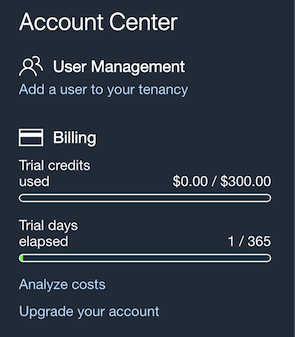 Account Center
User Management
Add a user to your tenancy
Billing
Trial credits
used $0.00 / $300.00
Trial days
elapsed 1 / 365
Analyze costs
Upgrade your account